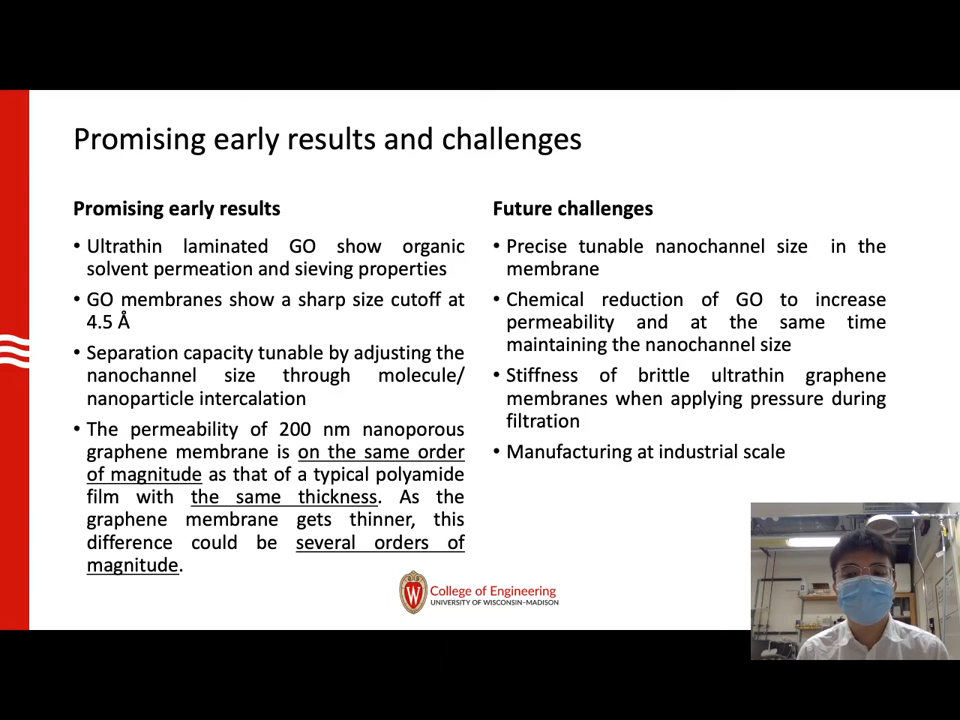 Promising early results and challenges
Promising early results
• Ultrathin laminated GO show organic
solvent permeation and sieving properties
• GO membranes show a sharp size cutoff at
4.5 Å
• Separation capacity tunable by adjusting the
nanochannel size through molecule/
nanoparticle intercalation
• The permeability of 200 nm nanoporous
graphene membrane is on the same order
of magnitude as that of a typical polyamide
film with the same thickness. As the
graphene membrane gets thinner, this
difference could be several orders of
magnitude.
Future challenges
• Precise tunable nanochannel size in the
membrane
• Chemical reduction of GO to increase
permeability and at the same time
maintaining the nanochannel size
• Stiffness of brittle ultrathin graphene
membranes when applying pressure during
filtration
• Manufacturing at industrial scale
W
College of Engineering
UNIVERSITY OF WISCONSIN–MADISON